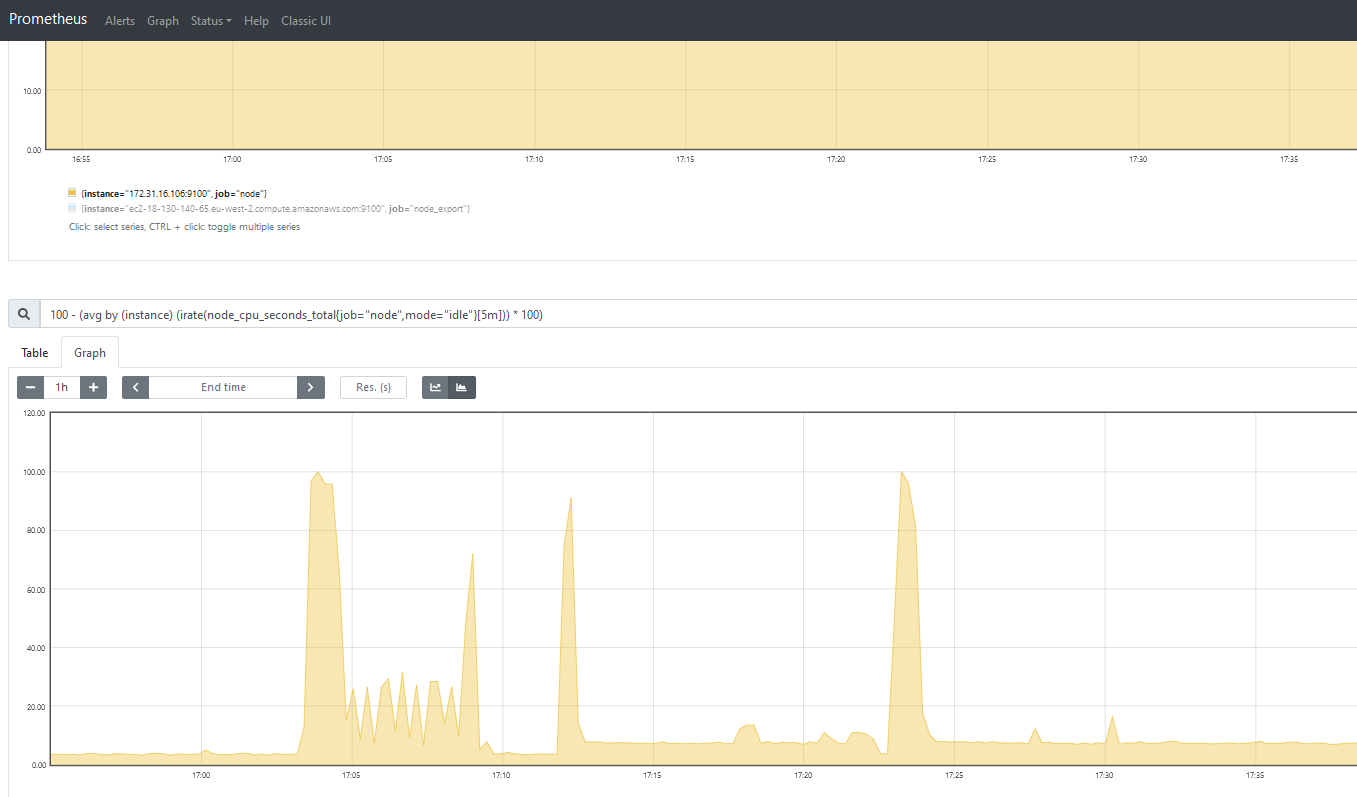 Prometheus Alerts Graph Status Help Classic UI
10.00
0.00
16:55 17:00 17:05 17:10 17:15 17:20 17:25 17:30 17:35
{instance="172.31.16.106:9100", job="node"}
{instance="ec2-18-130-140-65.eu-west-2.compute.amazonaws.com:9100", job="node_export"}
Click: select series, CTRL + click: toggle multiple series
100 - (avg by (instance) (irate(node_cpu_seconds_total{job="node",mode="idle"}[5m])) * 100)
Table Graph
1h End time Res. (s)
120.00
100.00
80.00
60.00
40.00
20.00
0.00
17:00 17:05 17:10 17:15 17:20 17:25 17:30 17:35